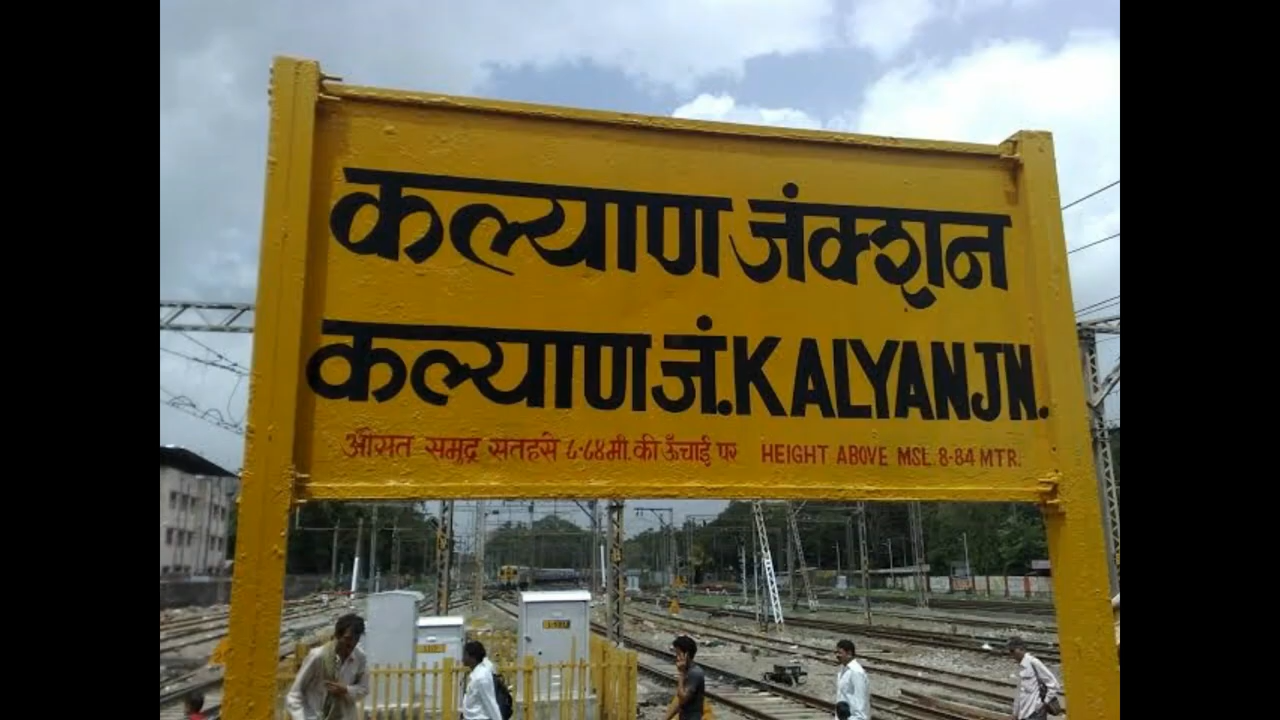 कल्याण जंक्शन
कल्याण जं. KALYAN JN.
औसत समुद्र सतहसे ८·८४ मी. की ऊँचाई पर HEIGHT ABOVE MSL 8·84 MTR.